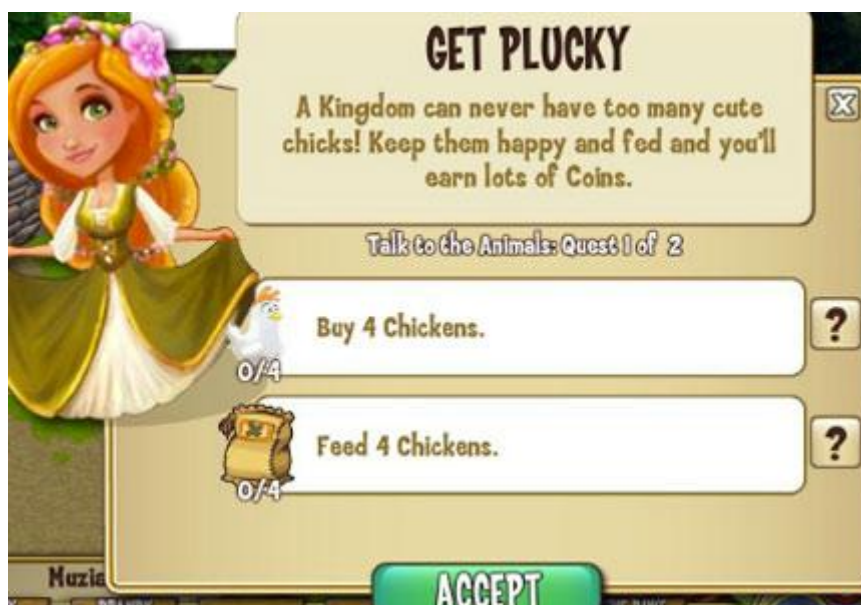 GET PLUCKY
A Kingdom can never have too many cute
chicks! Keep them happy and fed and you'll
earn lots of Coins.
Talk to the Animals: Quest 1 of 2
Buy 4 Chickens.
?
0/4
Feed 4 Chickens.
?
0/4
Muzia
ACCEPT